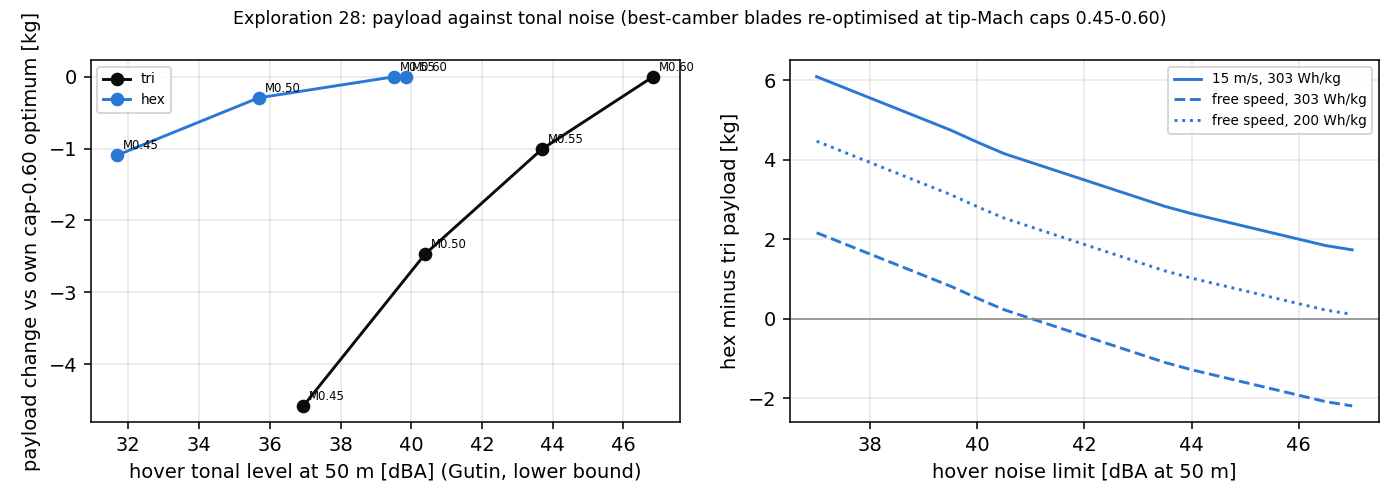 Exploration 28: payload against tonal noise (best-camber blades re-optimised at tip-Mach caps 0.45-0.60)
payload change vs own cap-0.60 optimum [kg]
0
−1
−2
−3
−4
tri
hex
M0.45
M0.50
M0.55
M0.60
M0.60
M0.55
M0.50
M0.45
32
34
36
38
40
42
44
46
hover tonal level at 50 m [dBA] (Gutin, lower bound)
hex minus tri payload [kg]
6
4
2
0
−2
15 m/s, 303 Wh/kg
free speed, 303 Wh/kg
free speed, 200 Wh/kg
38
40
42
44
46
hover noise limit [dBA at 50 m]